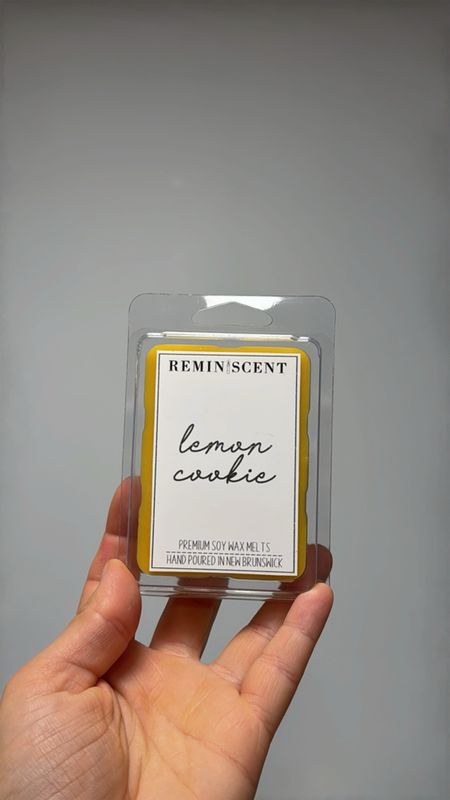 REMINISCENT
lemon
cookie
PREMIUM SOY WAX MELTS
HAND POURED IN NEW BRUNSWICK